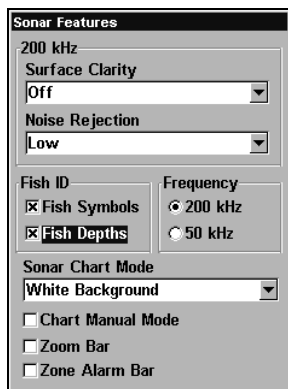 Sonar Features
200 kHz
Surface Clarity
Off
Noise Rejection
Low
Fish ID
Fish Symbols
Fish Depths
Frequency
200 kHz
50 kHz
Sonar Chart Mode
White Background
Chart Manual Mode
Zoom Bar
Zone Alarm Bar